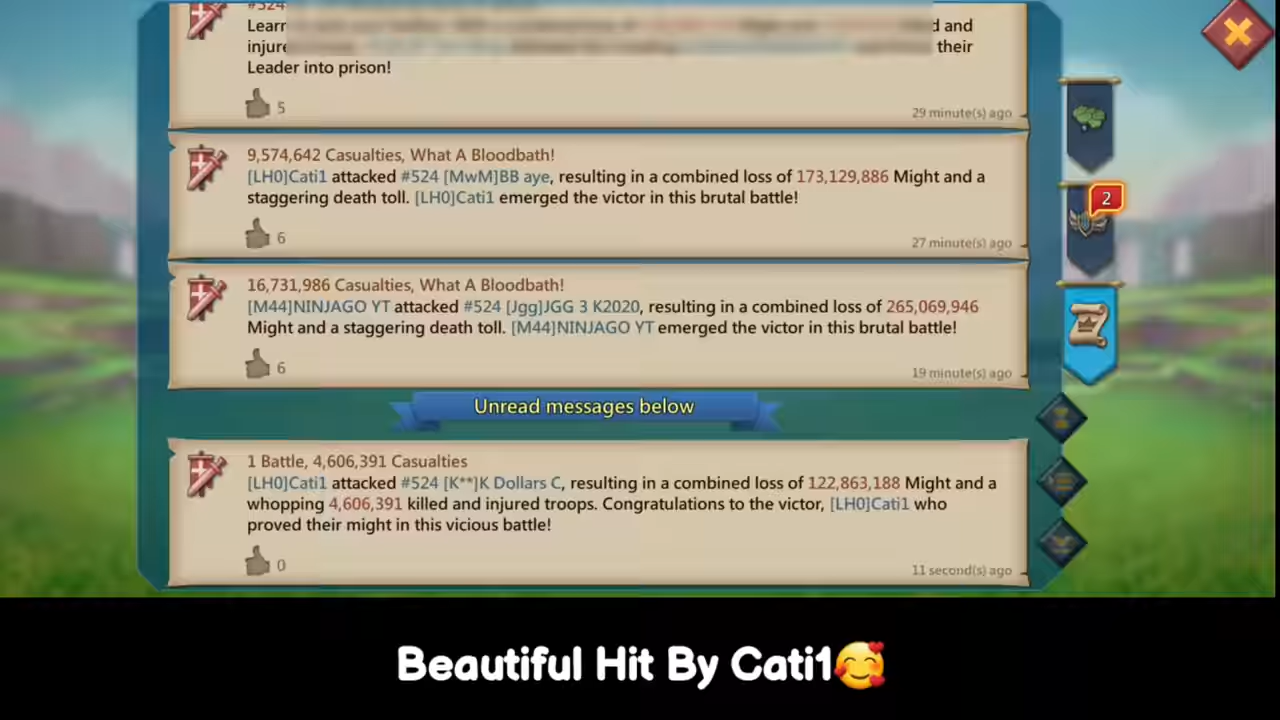 #524
Learn
d and
injure
their
Leader into prison!
5
29 minute(s) ago
9,574,642 Casualties, What A Bloodbath!
[LH0]Cati1 attacked #524 [MwM]BB aye, resulting in a combined loss of 173,129,886 Might and a
staggering death toll. [LH0]Cati1 emerged the victor in this brutal battle!
6
27 minute(s) ago
2
16,731,986 Casualties, What A Bloodbath!
[M44]NINJAGO YT attacked #524 [Jgg]JGG 3 K2020, resulting in a combined loss of 265,069,946
Might and a staggering death toll. [M44]NINJAGO YT emerged the victor in this brutal battle!
6
19 minute(s) ago
Unread messages below
1 Battle, 4,606,391 Casualties
[LH0]Cati1 attacked #524 [K**]K Dollars C, resulting in a combined loss of 122,863,188 Might and a
whopping 4,606,391 killed and injured troops. Congratulations to the victor, [LH0]Cati1 who
proved their might in this vicious battle!
0
11 second(s) ago
Beautiful Hit By Cati1🥰